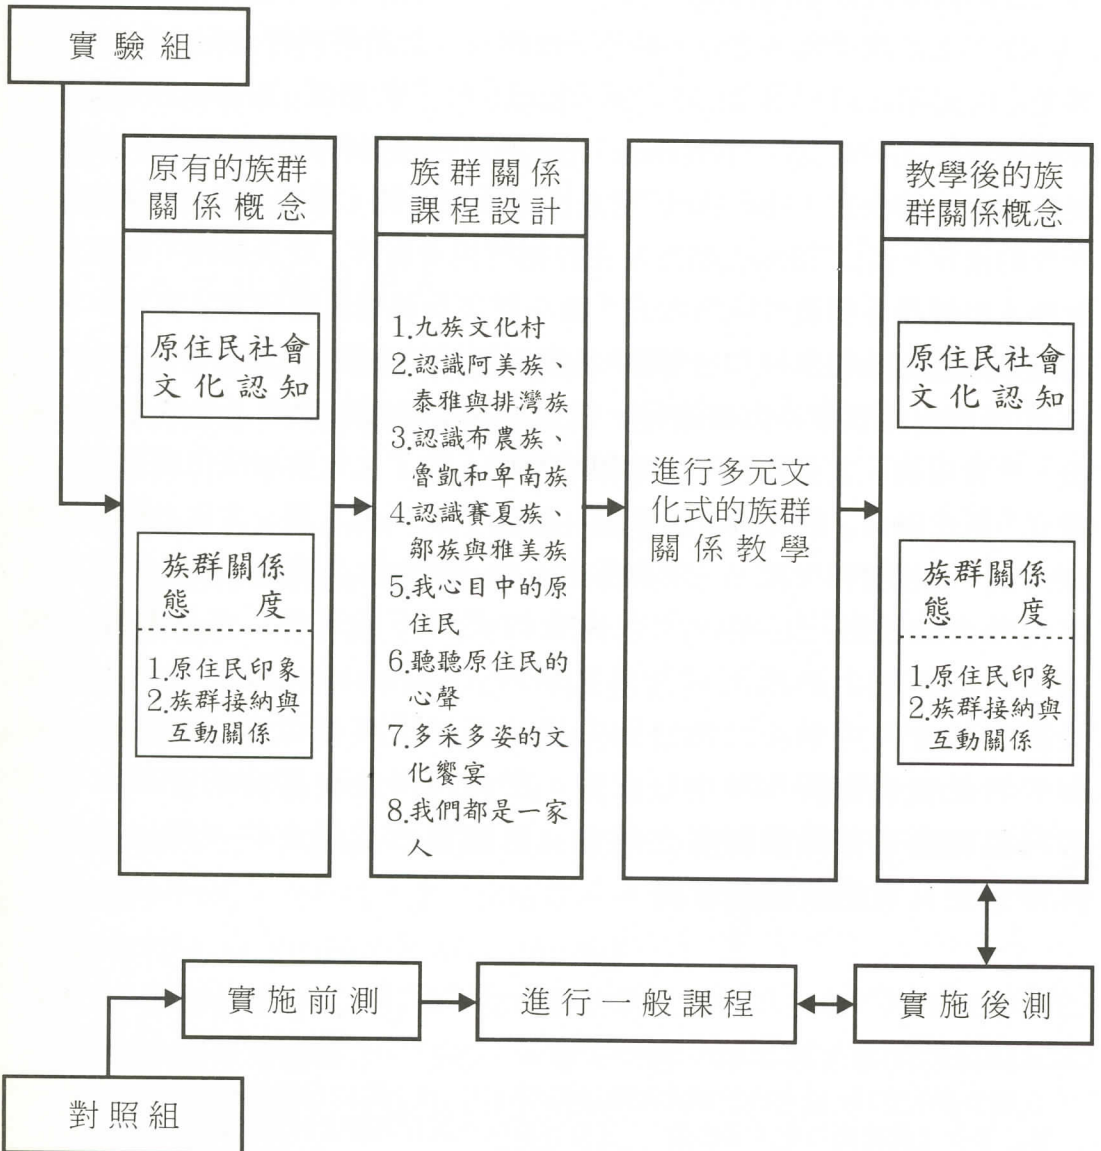 實驗組
原有的族群
關係概念
原住民社會
文化認知
族群關係
態度
1.原住民印象
2.族群接納與
互動關係
族群關係
課程設計
1.九族文化村
2.認識阿美族、
泰雅與排灣族
3.認識布農族、
魯凱和卑南族
4.認識賽夏族、
鄒族與雅美族
5.我心目中的原
住民
6.聽聽原住民的
心聲
7.多采多姿的文
化饗宴
8.我們都是一家
人
進行多元文
化式的族群
關係教學
教學後的族
群關係概念
原住民社會
文化認知
族群關係
態度
1.原住民印象
2.族群接納與
互動關係
實施前測
進行一般課程
實施後測
對照組